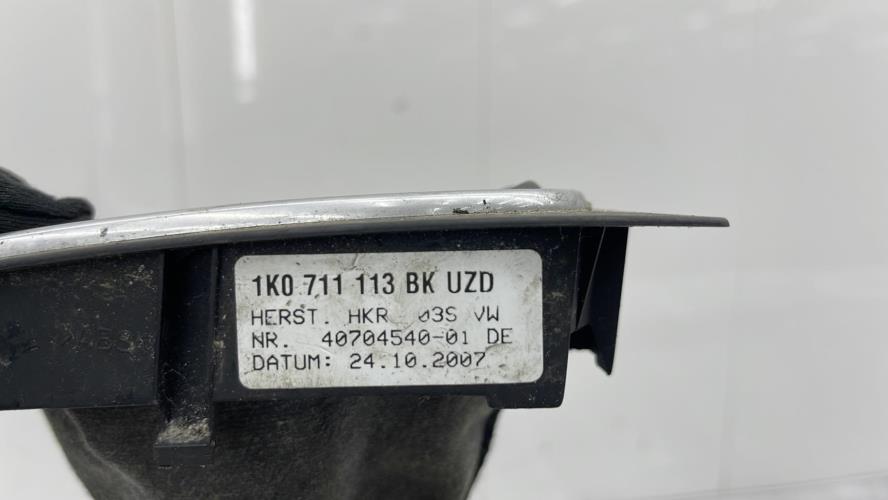 1K0 711 113 BK UZD
HERST. HKR 03S VW
NR. 40704540-01 DE
DATUM: 24.10.2007